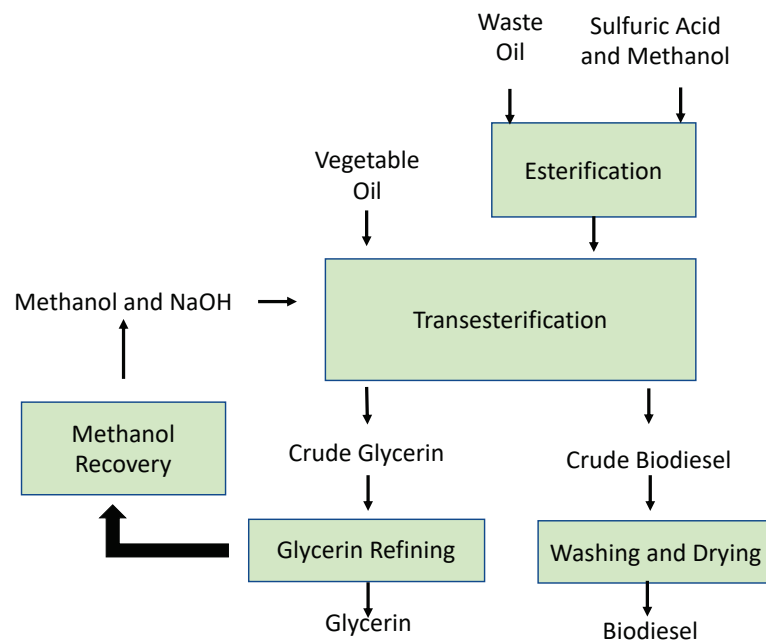 Waste
Oil
Sulfuric Acid
and Methanol
Esterification
Vegetable
Oil
Methanol and NaOH
Transesterification
Methanol
Recovery
Crude Glycerin
Crude Biodiesel
Glycerin Refining
Washing and Drying
Glycerin
Biodiesel